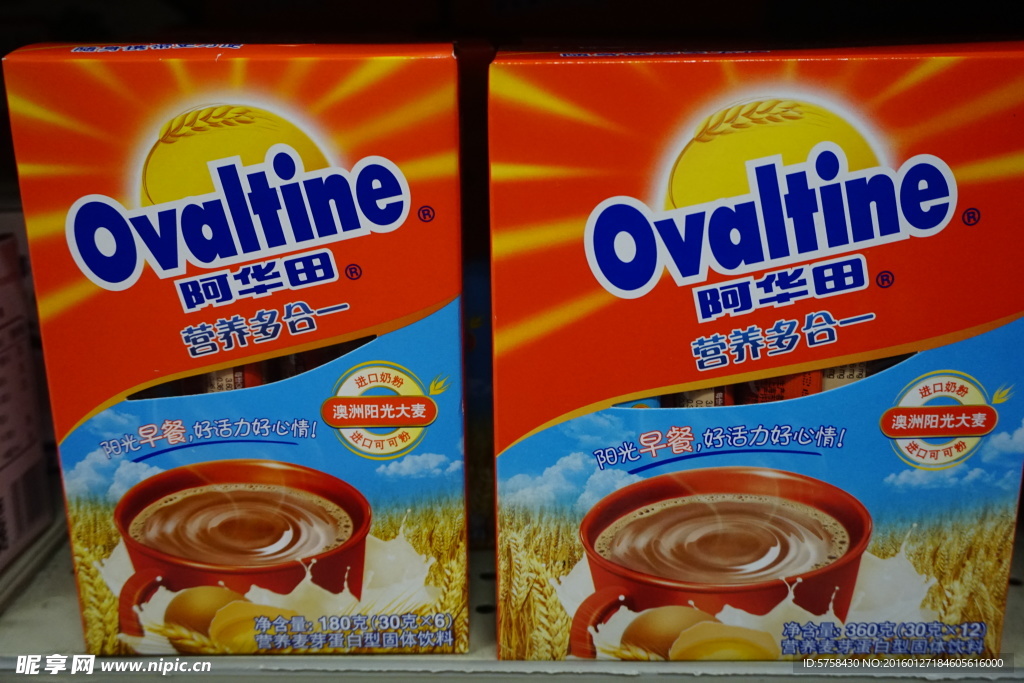 Ovaltine®
阿华田®
营养多合一
进口奶粉
澳洲阳光大麦
进口可可粉
阳光早餐,好活力好心情!
净含量: 180克(30克×6)
营养麦芽蛋白型固体饮料
Ovaltine®
阿华田®
营养多合一
进口奶粉
澳洲阳光大麦
进口可可粉
阳光早餐,好活力好心情!
净含量: 360克(30克×12)
营养麦芽蛋白型固体饮料
昵享网 www.nipic.cn
ID:5758430 NO:20160127184605616000